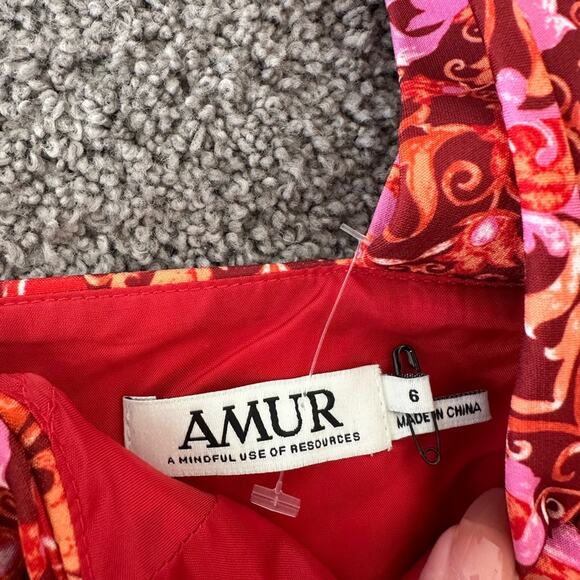 AMUR
A MINDFUL USE OF RESOURCES
6
MADE IN CHINA